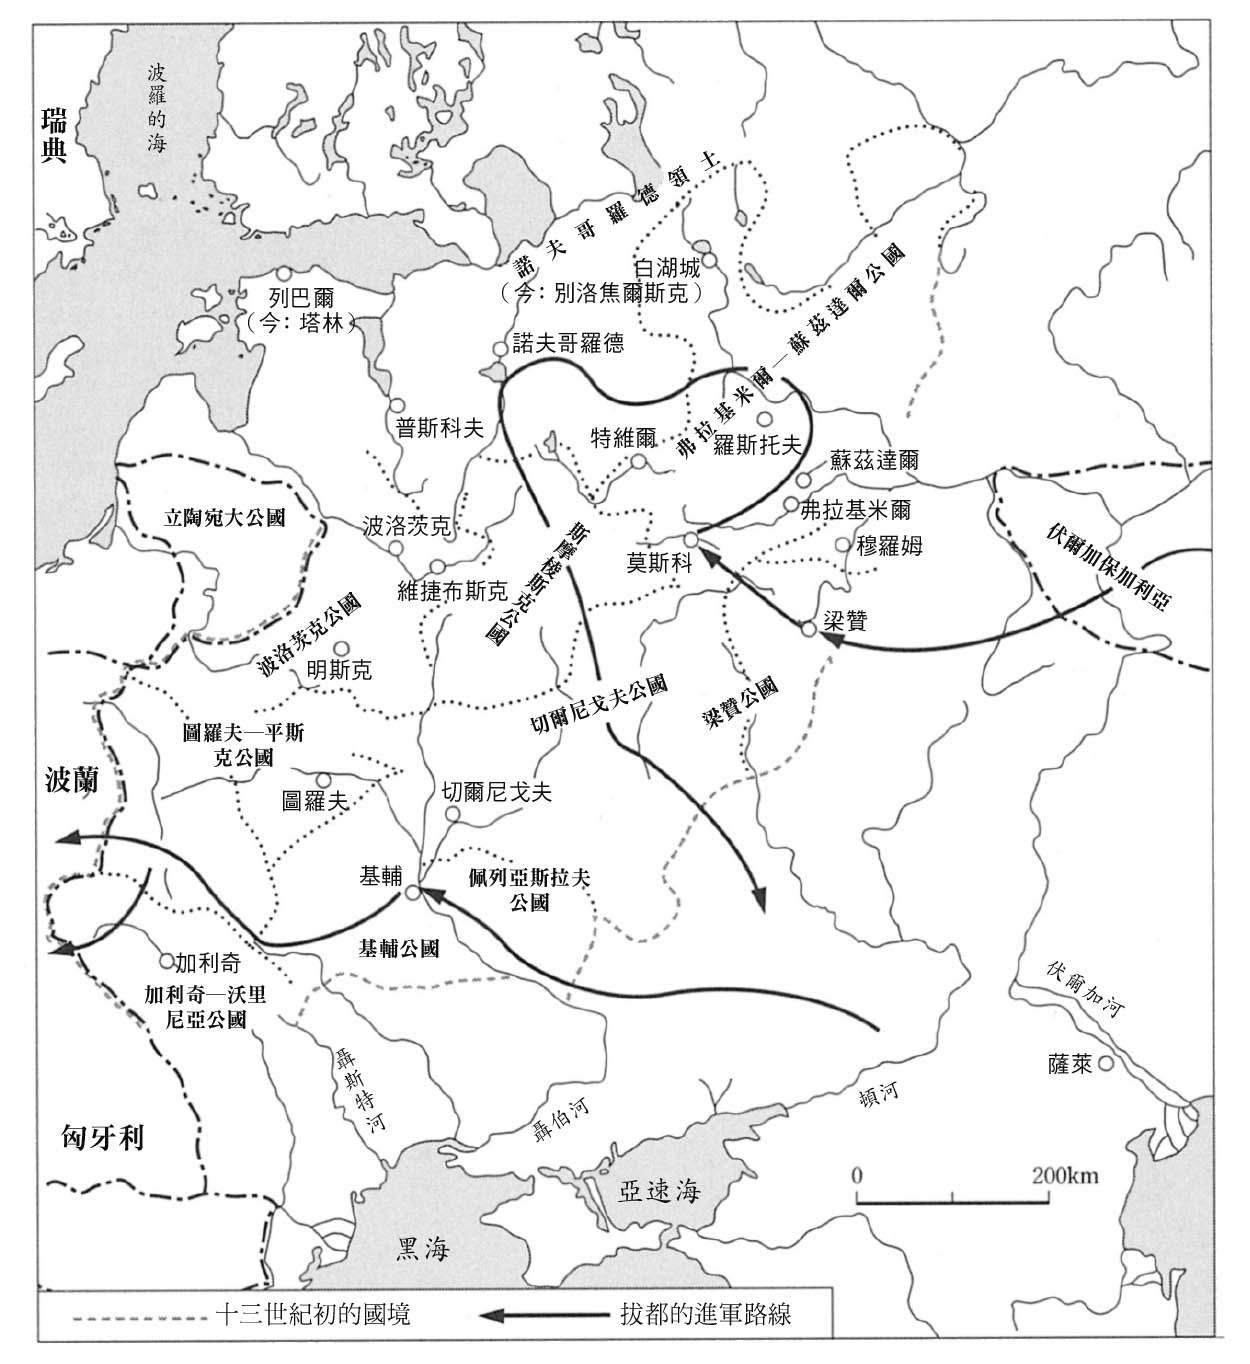 瑞典
波羅的海
諾夫哥羅德領土
白湖城
（今：別洛焦爾斯克）
列巴爾
（今：塔林）
諾夫哥羅德
弗拉基米爾—蘇茲達爾公國
普斯科夫
特維爾
羅斯托夫
蘇茲達爾
弗拉基米爾
立陶宛大公國
波洛茨克
斯摩棱斯克公國
莫斯科
穆羅姆
伏爾加保加利亞
維捷布斯克
波洛茨克公國
梁贊
明斯克
切爾尼戈夫公國
梁贊公國
圖羅夫—平斯
克公國
波蘭
圖羅夫
切爾尼戈夫
基輔
佩列亞斯拉夫
公國
基輔公國
加利奇
加利奇—沃里
尼亞公國
伏爾加河
薩萊
聶斯特河
聶伯河
頓河
匈牙利
亞速海
0 200km
黑海
十三世紀初的國境
拔都的進軍路線